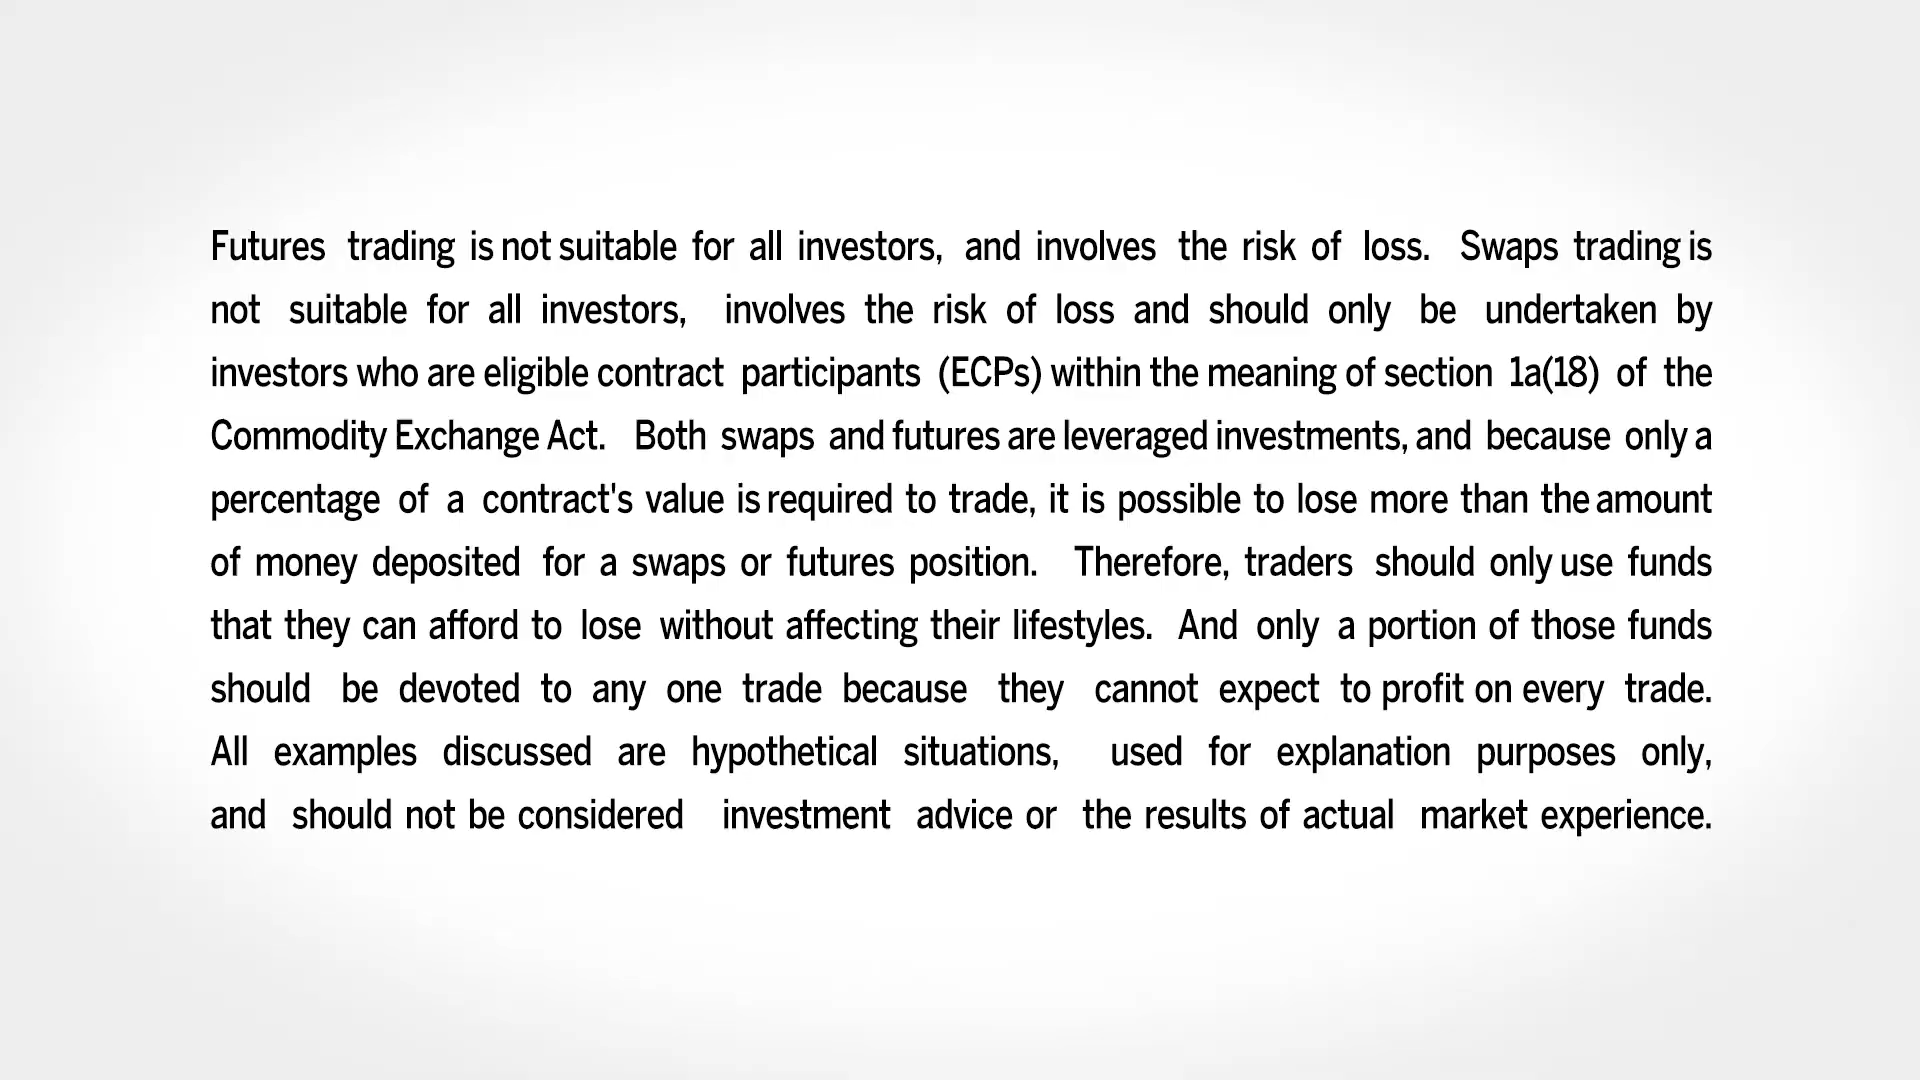 Futures trading is not suitable for all investors, and involves the risk of loss. Swaps trading is
not suitable for all investors, involves the risk of loss and should only be undertaken by
investors who are eligible contract participants (ECPs) within the meaning of section 1a(18) of the
Commodity Exchange Act. Both swaps and futures are leveraged investments, and because only a
percentage of a contract's value is required to trade, it is possible to lose more than the amount
of money deposited for a swaps or futures position. Therefore, traders should only use funds
that they can afford to lose without affecting their lifestyles. And only a portion of those funds
should be devoted to any one trade because they cannot expect to profit on every trade.
All examples discussed are hypothetical situations, used for explanation purposes only,
and should not be considered investment advice or the results of actual market experience.